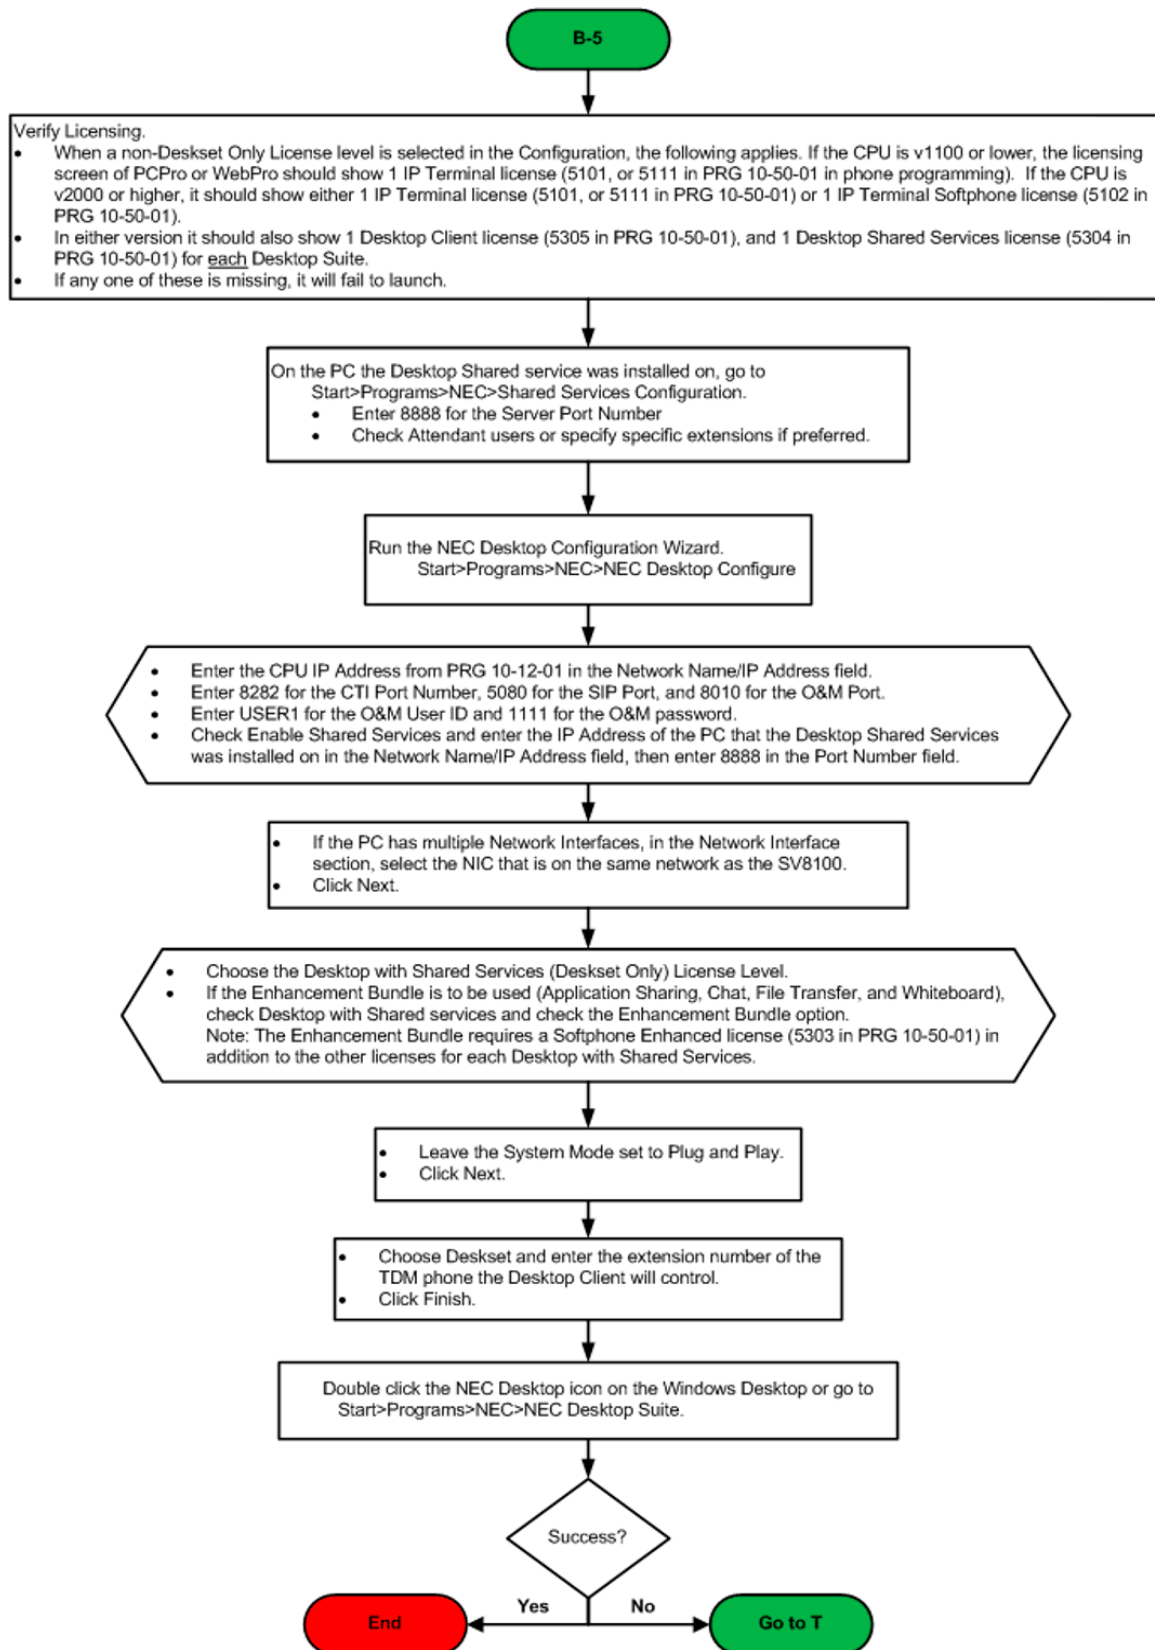 B-5
Verify Licensing.
• When a non-Deskset Only License level is selected in the Configuration, the following applies. If the CPU is v1100 or lower, the licensing
screen of PCPro or WebPro should show 1 IP Terminal license (5101, or 5111 in PRG 10-50-01 in phone programming). If the CPU is
v2000 or higher, it should show either 1 IP Terminal license (5101, or 5111 in PRG 10-50-01) or 1 IP Terminal Softphone license (5102 in
PRG 10-50-01).
• In either version it should also show 1 Desktop Client license (5305 in PRG 10-50-01), and 1 Desktop Shared Services license (5304 in
PRG 10-50-01) for each Desktop Suite.
• If any one of these is missing, it will fail to launch.
On the PC the Desktop Shared service was installed on, go to
Start>Programs>NEC>Shared Services Configuration.
• Enter 8888 for the Server Port Number
• Check Attendant users or specify specific extensions if preferred.
Run the NEC Desktop Configuration Wizard.
Start>Programs>NEC>NEC Desktop Configure
• Enter the CPU IP Address from PRG 10-12-01 in the Network Name/IP Address field.
• Enter 8282 for the CTI Port Number, 5080 for the SIP Port, and 8010 for the O&M Port.
• Enter USER1 for the O&M User ID and 1111 for the O&M password.
• Check Enable Shared Services and enter the IP Address of the PC that the Desktop Shared Services
was installed on in the Network Name/IP Address field, then enter 8888 in the Port Number field.
• If the PC has multiple Network Interfaces, in the Network Interface
section, select the NIC that is on the same network as the SV8100.
• Click Next.
• Choose the Desktop with Shared Services (Deskset Only) License Level.
• If the Enhancement Bundle is to be used (Application Sharing, Chat, File Transfer, and Whiteboard),
check Desktop with Shared services and check the Enhancement Bundle option.
Note: The Enhancement Bundle requires a Softphone Enhanced license (5303 in PRG 10-50-01) in
addition to the other licenses for each Desktop with Shared Services.
• Leave the System Mode set to Plug and Play.
• Click Next.
• Choose Deskset and enter the extension number of the
TDM phone the Desktop Client will control.
• Click Finish.
Double click the NEC Desktop icon on the Windows Desktop or go to
Start>Programs>NEC>NEC Desktop Suite.
Success?
Yes
No
End
Go to T